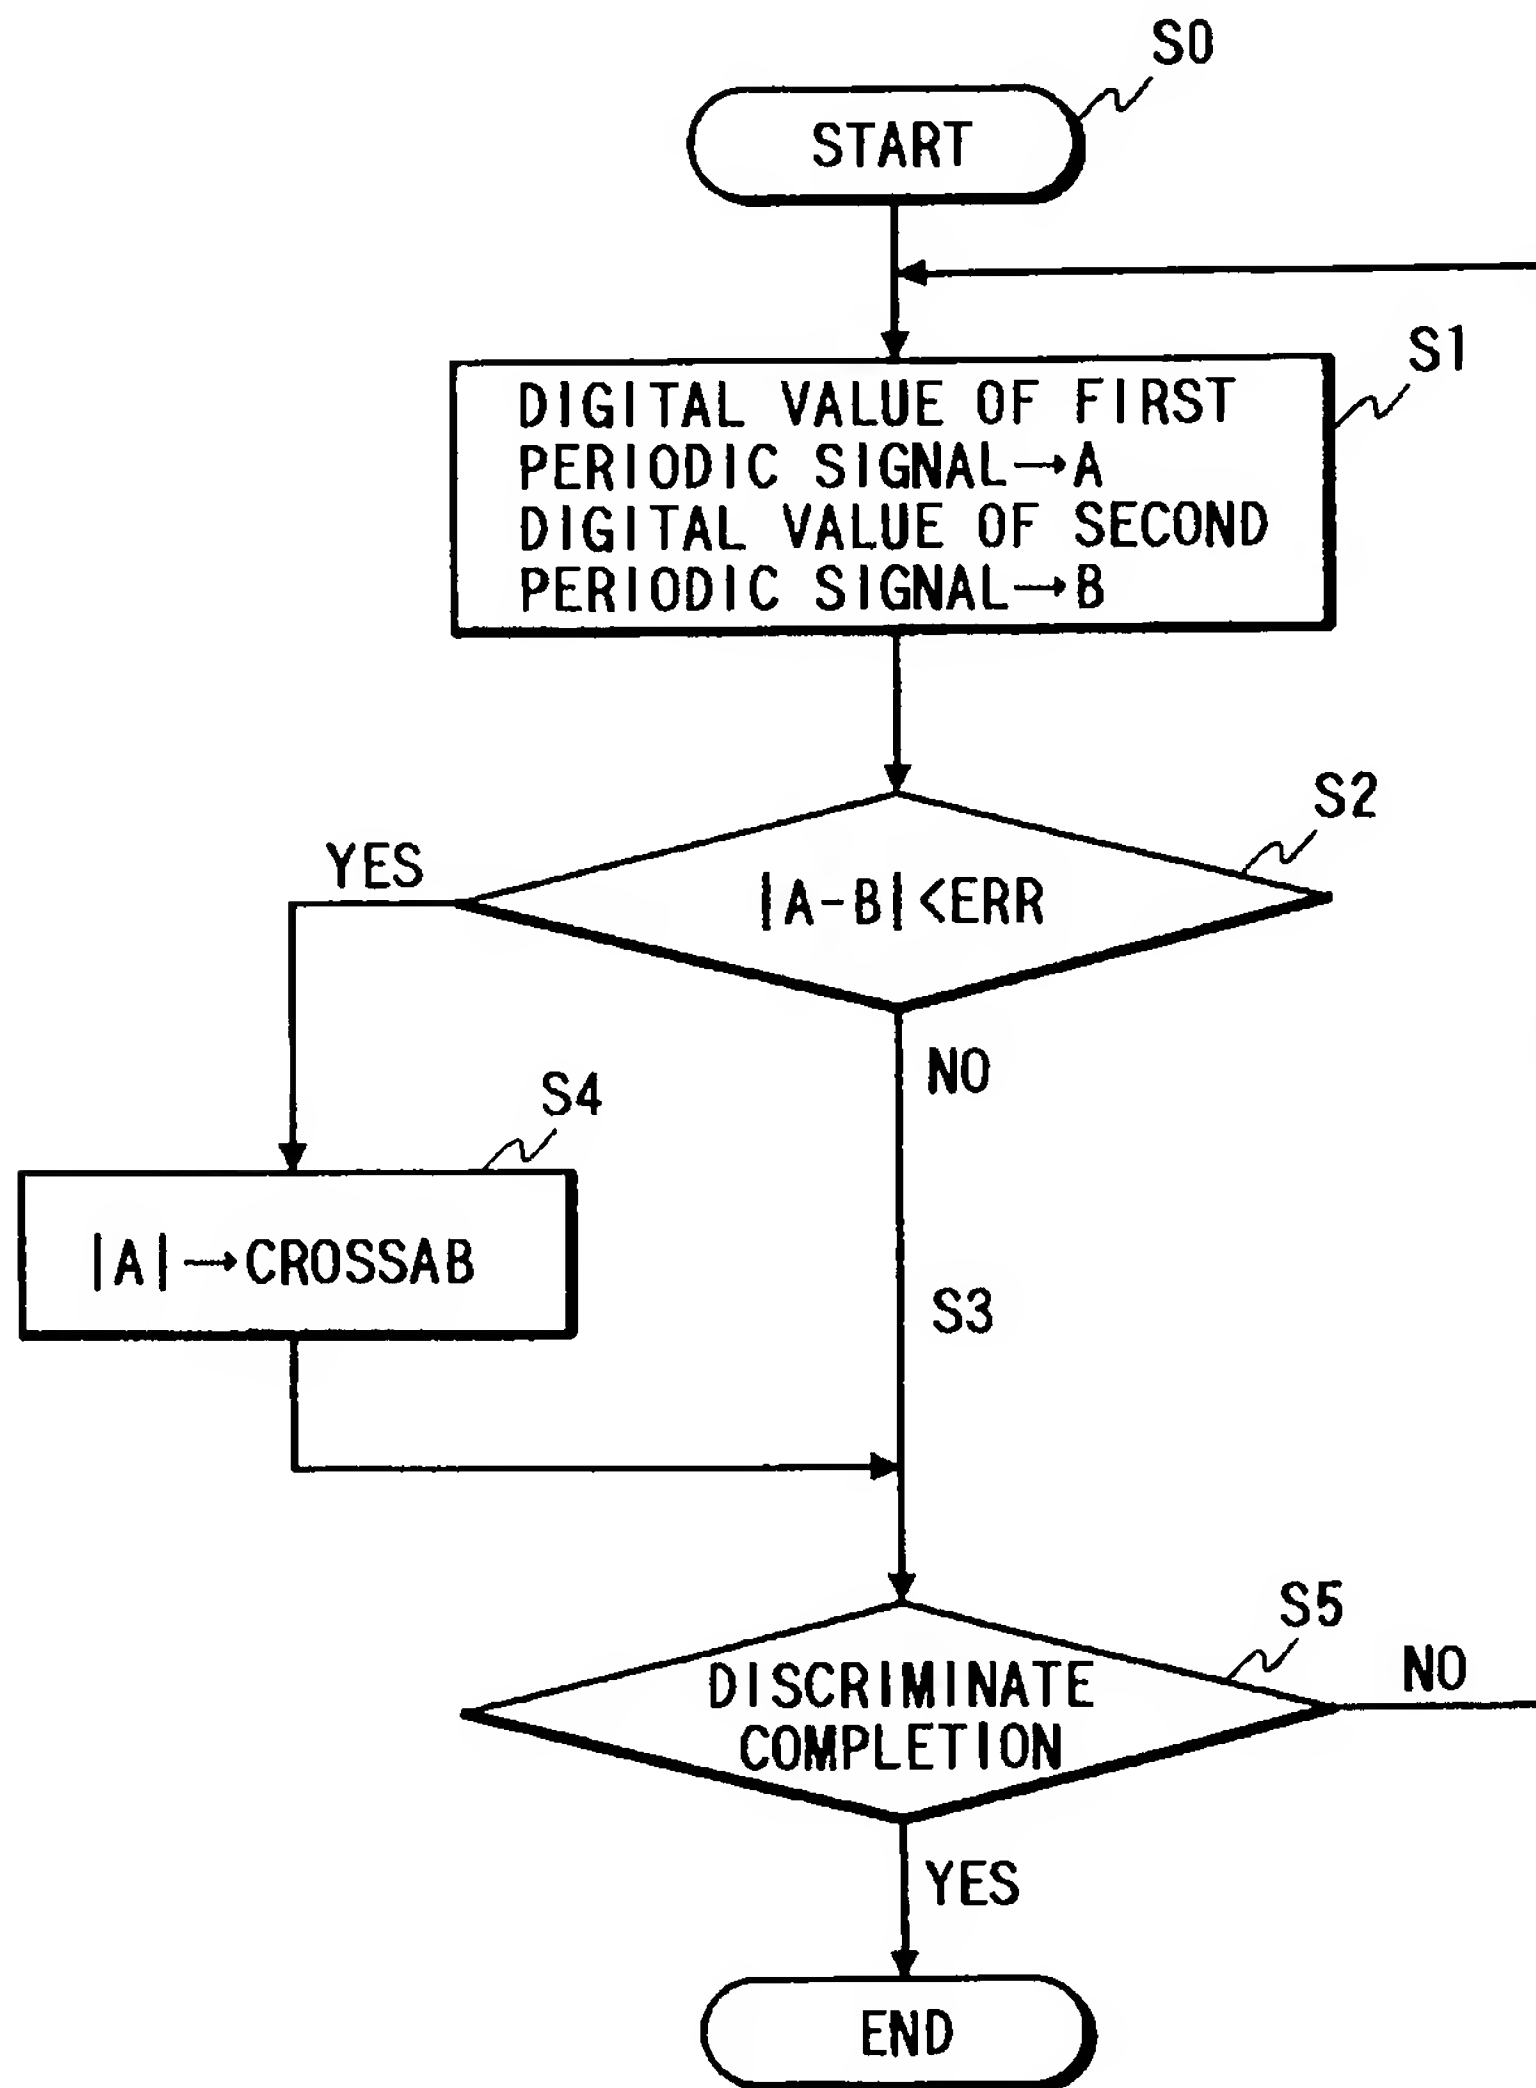 S0
START
S1
DIGITAL VALUE OF FIRST
PERIODIC SIGNAL→A
DIGITAL VALUE OF SECOND
PERIODIC SIGNAL→B
S2
YES
|A-B|<ERR
NO
S4
|A|→CROSSAB
S3
S5
DISCRIMINATE
COMPLETION
NO
YES
END